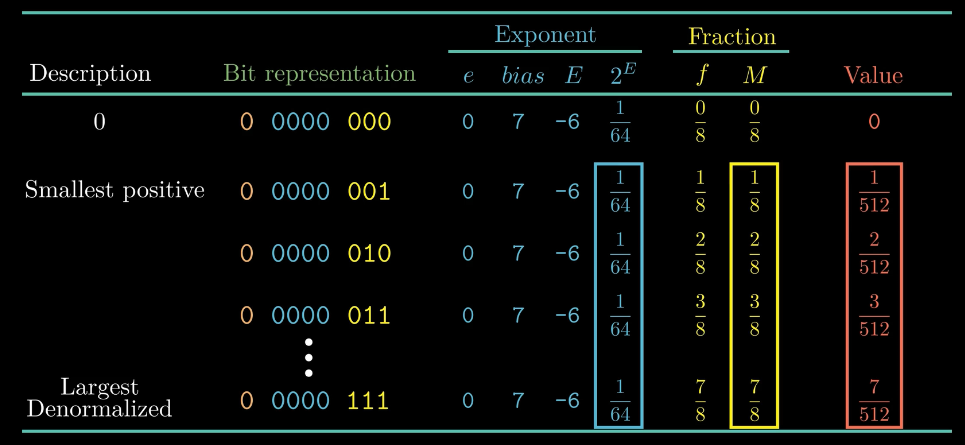 Exponent Fraction
Description Bit representation e bias E 2^E f M Value
0 0 0000 000 0 7 -6 1/64 0/8 0/8 0
Smallest positive 0 0000 001 0 7 -6 1/64 1/8 1/8 1/512
0 0000 010 0 7 -6 1/64 2/8 2/8 2/512
0 0000 011 0 7 -6 1/64 3/8 3/8 3/512
⋮
Largest
Denormalized 0 0000 111 0 7 -6 1/64 7/8 7/8 7/512